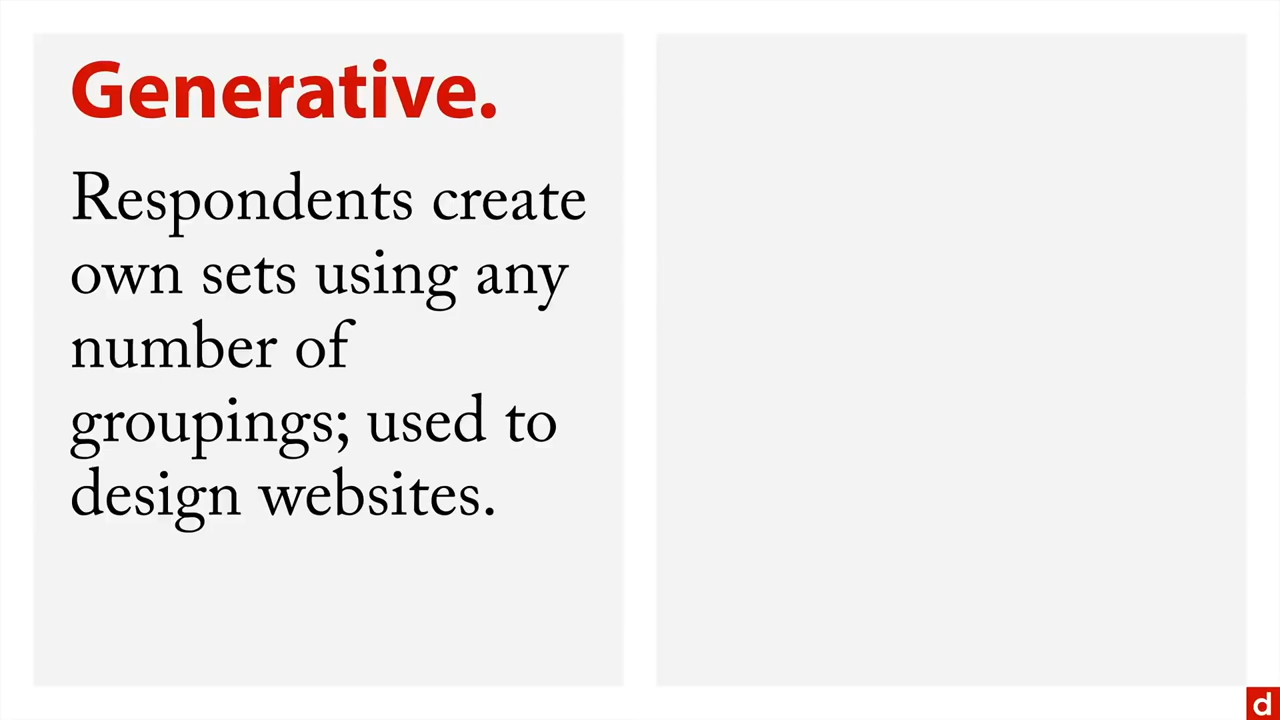 Generative.
Respondents create
own sets using any
number of
groupings; used to
design websites.
d